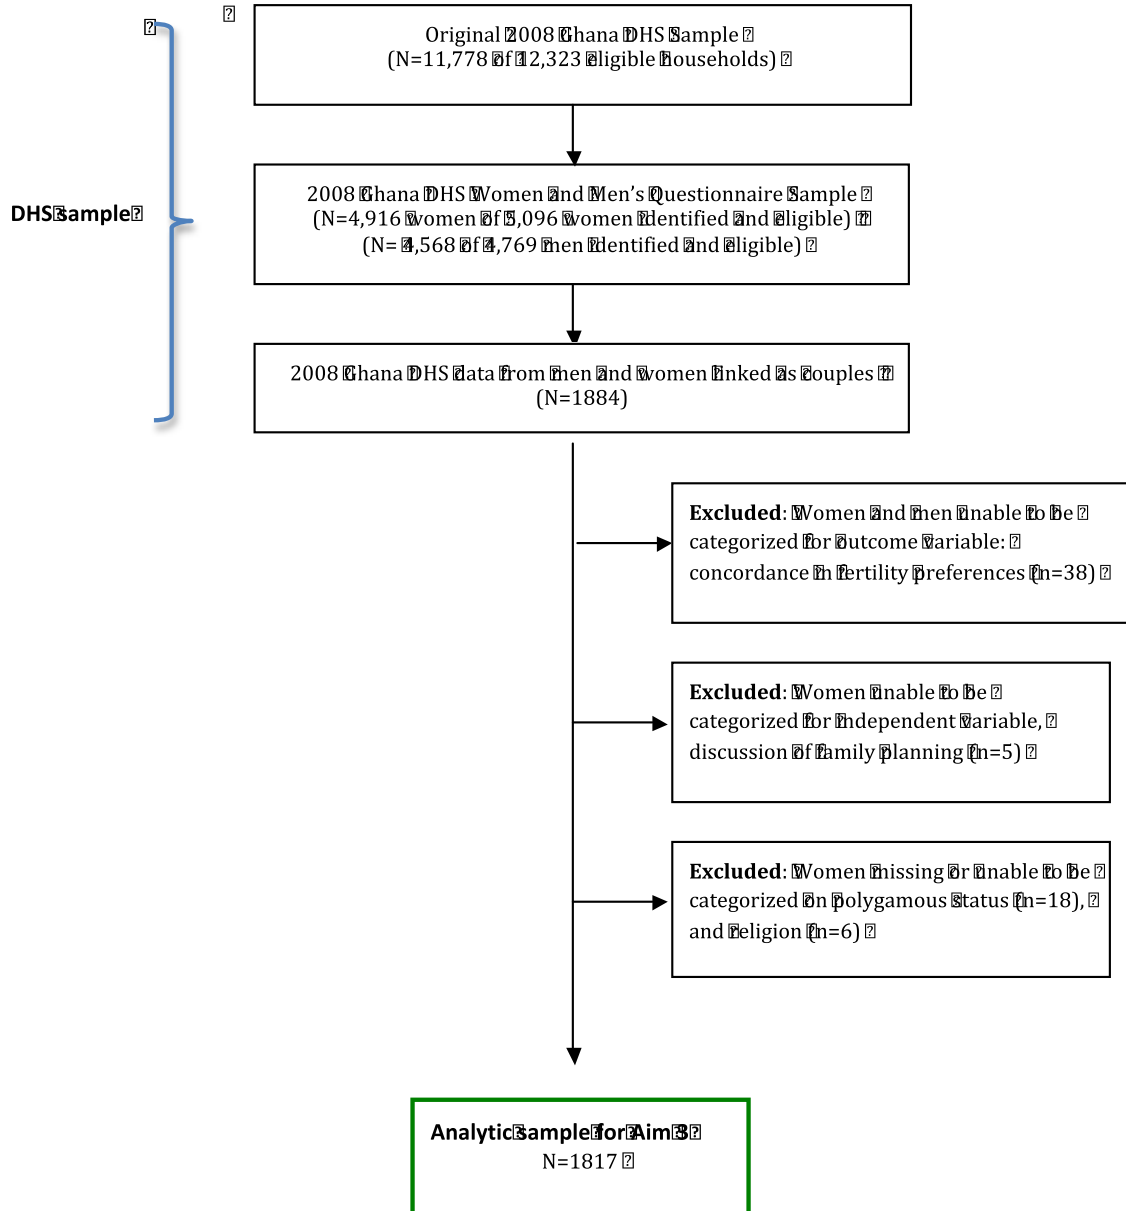 Original 2008 Ghana DHS Sample
(N=11,778 of 12,323 eligible households)
2008 Ghana DHS Women and Men's Questionnaire Sample
(N=4,916 women of 5,096 women identified and eligible)
(N= 4,568 of 4,769 men identified and eligible)
DHS sample
2008 Ghana DHS data from men and women linked as couples
(N=1884)
Excluded: Women and men unable to be
categorized for outcome variable:
concordance in fertility preferences (n=38)
Excluded: Women unable to be
categorized for independent variable,
discussion of family planning (n=5)
Excluded: Women missing or unable to be
categorized on polygamous status (n=18),
and religion (n=6)
Analytic sample for Aim 3
N=1817